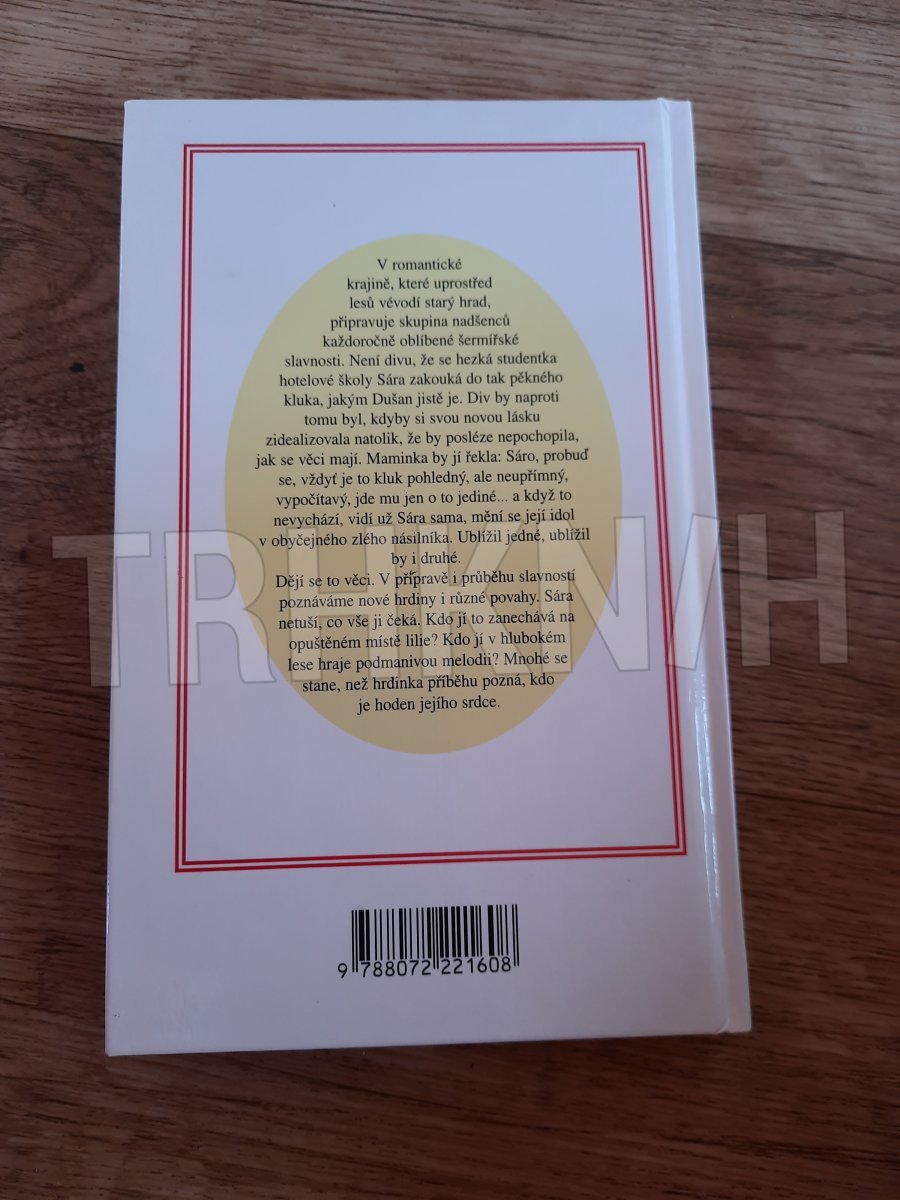 V romantické
krajině, které uprostřed
lesů vévodí starý hrad,
připravuje skupina nadšenců
každoročně oblíbené šermířské
slavnosti. Není divu, že se hezká studentka
hotelové školy Sára zakouká do tak pěkného
kluka, jakým Dušan jistě je. Div by naproti
tomu byl, kdyby si svou novou lásku
zidealizovala natolik, že by posléze nepochopila,
jak se věci mají. Maminka by jí řekla: Sáro, probuď
se, vždyť je to kluk pohledný, ale neupřímný,
vypočítavý, jde mu jen o to jediné... a když to
nevychází, vidí už Sára sama, mění se její idol
v obyčejného zlého násilníka. Ublížil jedné, ublížil
by i druhé.
Dějí se to věci. V přípravě i průběhu slavností
poznáváme nové hrdiny i různé povahy. Sára
netuší, co vše ji čeká. Kdo jí to zanechává na
opuštěném místě lilie? Kdo jí v hlubokém
lese hraje podmanivou melodii? Mnohé se
stane, než hrdinka příběhu pozná, kdo
je hoden jejího srdce.
TRHKNIH
9 788072 221608